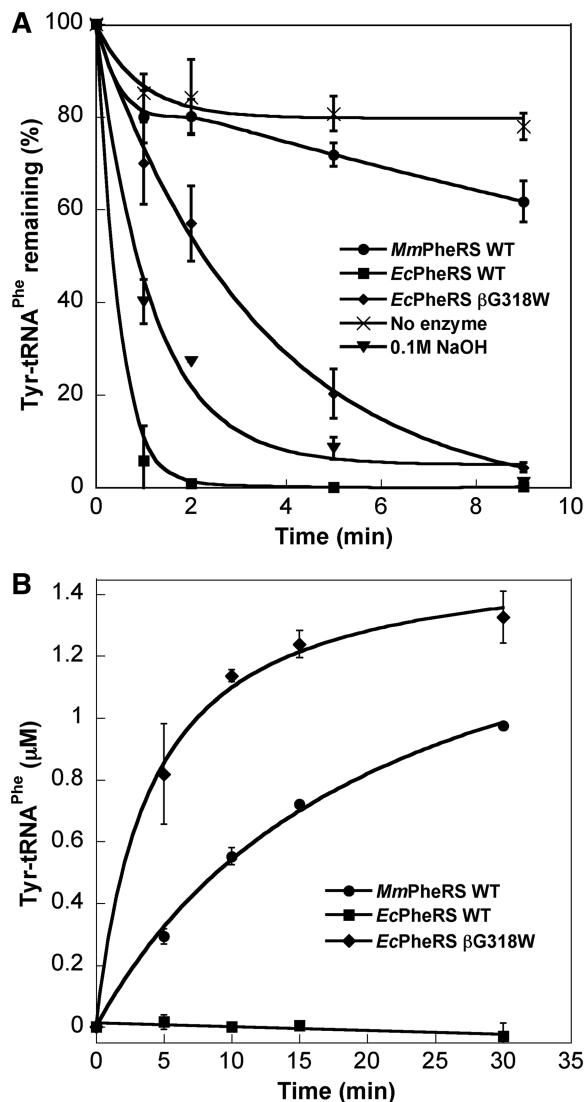 A
Tyr-tRNA^Phe remaining (%)
100
80
60
40
20
0
MmPheRS WT
EcPheRS WT
EcPheRS βG318W
No enzyme
0.1M NaOH
0 2 4 6 8 10
Time (min)
B
Tyr-tRNA^Phe (μM)
1.4
1.2
1
0.8
0.6
0.4
0.2
0
MmPheRS WT
EcPheRS WT
EcPheRS βG318W
0 5 10 15 20 25 30 35
Time (min)